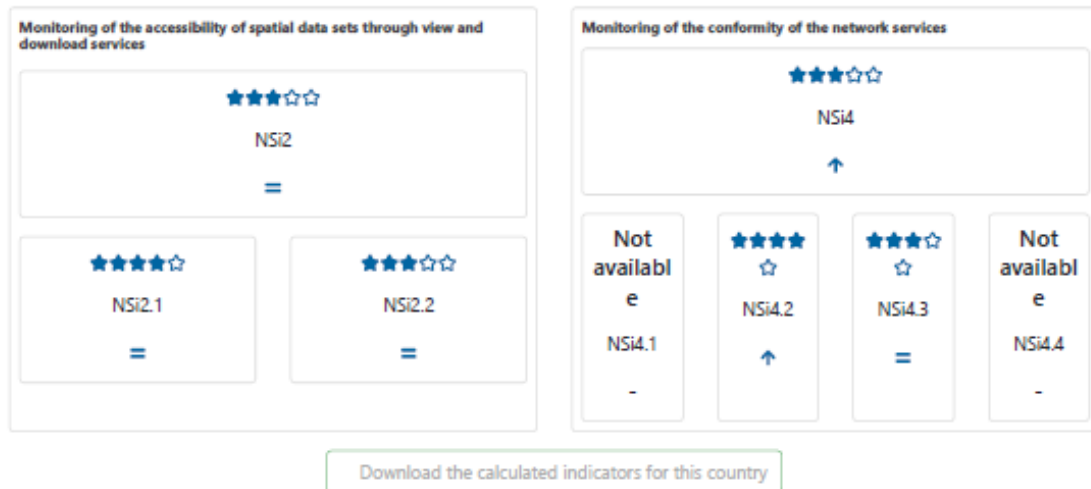 Monitoring of the accessibility of spatial data sets through view and
download services
★★★☆☆
NSi2
=
★★★★☆
NSi2.1
=
★★★☆☆
NSi2.2
=
Monitoring of the conformity of the network services
★★★☆☆
NSi4
↑
Not
availabl
e
NSi4.1
-
★★★★
☆
NSi4.2
↑
★★★☆
☆
NSi4.3
=
Not
availabl
e
NSi4.4
-
Download the calculated indicators for this country